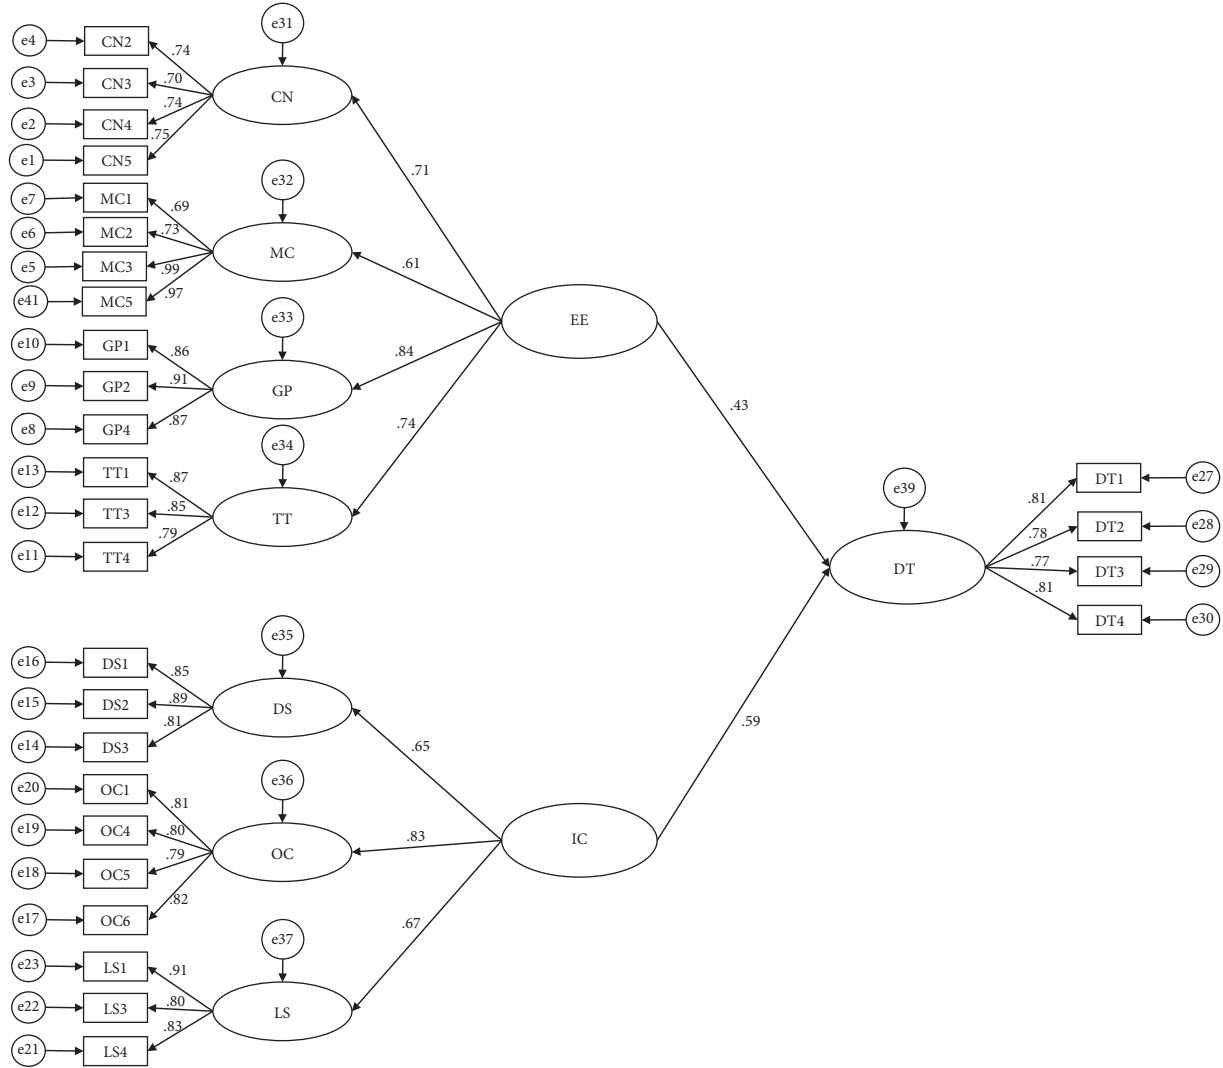 e31
e4 CN2 .74
e3 CN3 .70 CN
e2 CN4 .74
e1 CN5 .75
.71
e32
e7 MC1 .69
e6 MC2 .73 MC
e5 MC3 .99 .61
e41 MC5 .97
e33
EE
e10 GP1 .86
.84
e9 GP2 .91 GP
e8 GP4 .87
.43
.74
e34
e13 TT1 .87
e12 TT3 .85 TT
e11 TT4 .79
e39
.81 DT1 e27
.78 DT2 e28
DT .77 DT3 e29
.81 DT4 e30
e35
e16 DS1 .85
e15 DS2 .89 DS
e14 DS3 .81
.65
.59
e36
e20 OC1 .81
e19 OC4 .80 .83 IC
e18 OC5 .79 OC
e17 OC6 .82
.67
e37
e23 LS1 .91
e22 LS3 .80 LS
e21 LS4 .83